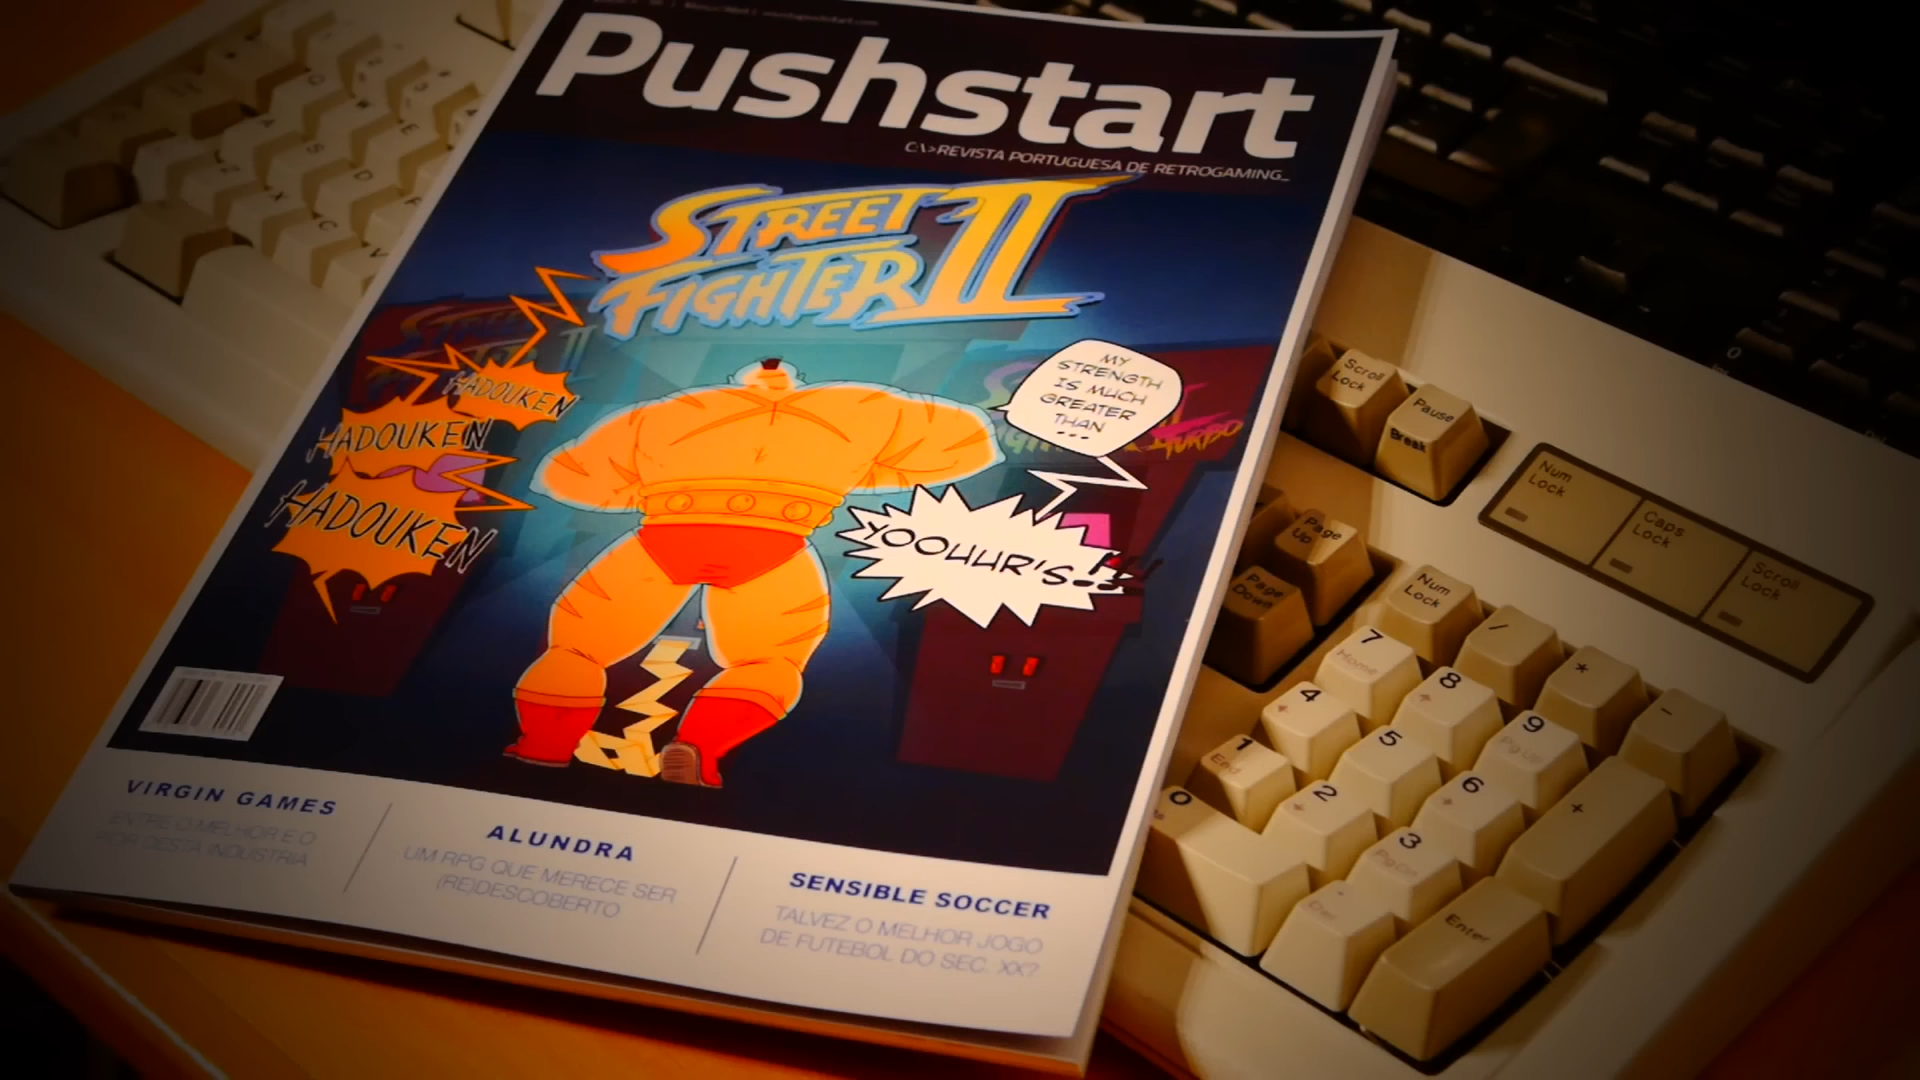 Pushstart
C:\>REVISTA PORTUGUESA DE RETROGAMING_
STREET
FIGHTER II
HADOUKEN
HADOUKEN
HADOUKEN
MY
STRENGTH
IS MUCH
GREATER
THAN
...
YOOUUR'S!!
TURBO
VIRGIN GAMES
ENTRE O MELHOR E O
PIOR DESTA INDUSTRIA
ALUNDRA
UM RPG QUE MERECE SER
(RE)DESCOBERTO
SENSIBLE SOCCER
TALVEZ O MELHOR JOGO
DE FUTEBOL DO SEC. XX?
Scroll
Lock
Pause
Break
Num
Lock
Caps
Lock
Scroll
Lock
Page
Up
Page
Down
Num
Lock
/
*
-
7
Home
8
9
PgUp
+
4
5
6
1
End
2
3
PgDn
Enter
0
.
Del